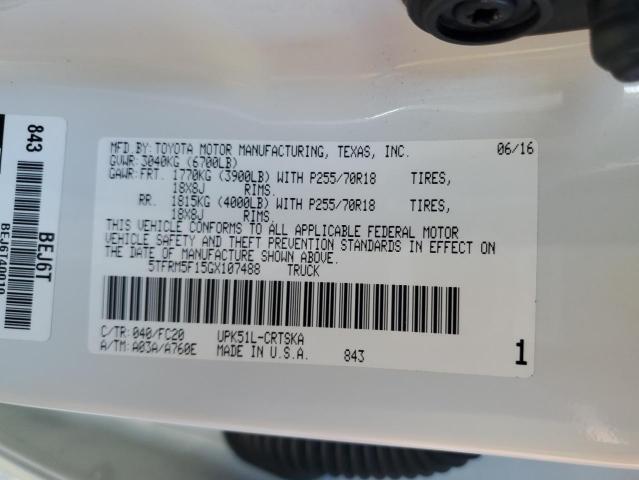 843
BEJ6T
MFD.BY:TOYOTA MOTOR MANUFACTURING, TEXAS, INC. 06/16
GVWR:3040KG (6700LB)
GAWR:FRT. 1770KG (3900LB) WITH P255/70R18 TIRES,
18X8J RIMS.
RR. 1815KG (4000LB) WITH P255/70R18 TIRES,
18X8J RIMS.
THIS VEHICLE CONFORMS TO ALL APPLICABLE FEDERAL MOTOR
VEHICLE SAFETY AND THEFT PREVENTION STANDARDS IN EFFECT ON
THE DATE OF MANUFACTURE SHOWN ABOVE.
5TFRM5F15GX107488 TRUCK
C/TR:040/FC20 UPK51L-CRTSKA
A/TM:A03A/A760E MADE IN U.S.A. 843 1